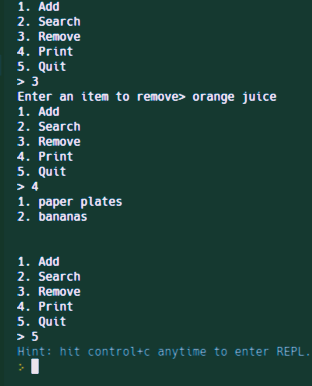 1. Add
2. Search
3. Remove
4. Print
5. Quit
> 3
Enter an item to remove> orange juice
1. Add
2. Search
3. Remove
4. Print
5. Quit
> 4
1. paper plates
2. bananas
1. Add
2. Search
3. Remove
4. Print
5. Quit
> 5
Hint: hit control+c anytime to enter REPL.
>